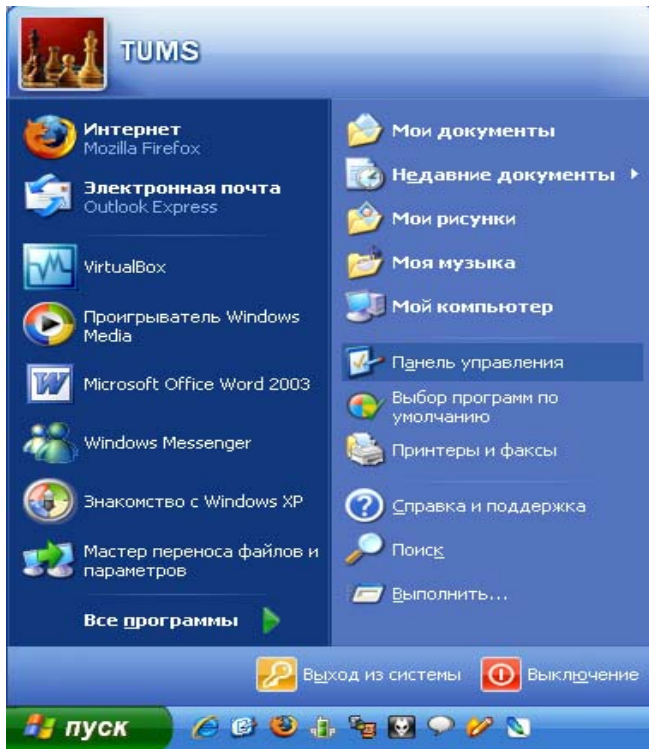 TUMS
Интернет
Mozilla Firefox
Электронная почта
Outlook Express
VirtualBox
Проигрыватель Windows
Media
Microsoft Office Word 2003
Windows Messenger
Знакомство с Windows XP
Мастер переноса файлов и
параметров
Все программы
Мои документы
Недавние документы
Мои рисунки
Моя музыка
Мой компьютер
Панель управления
Выбор программ по
умолчанию
Принтеры и факсы
Справка и поддержка
Поиск
Выполнить...
Выход из системы
Выключение
пуск